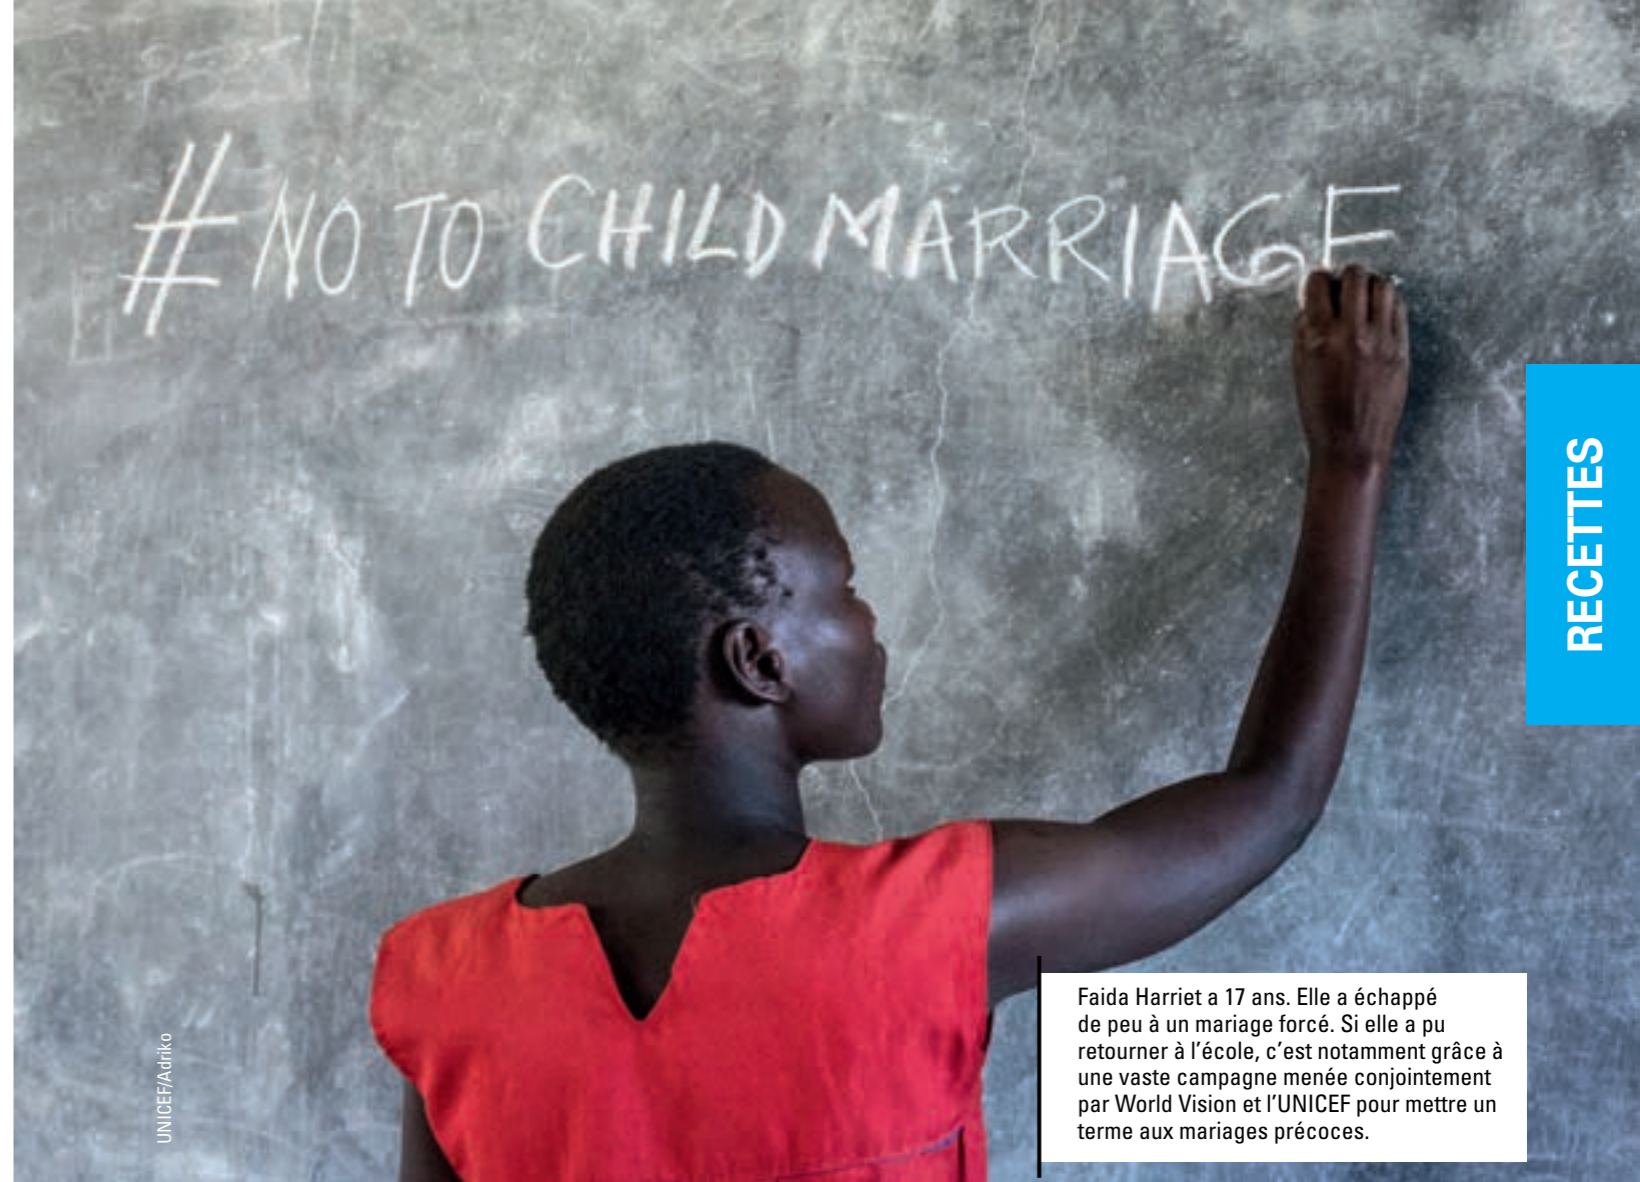 #NO TO CHILD MARRIAGE
RECETTES
Faida Harriet a 17 ans. Elle a échappé
de peu à un mariage forcé. Si elle a pu
retourner à l’école, c’est notamment grâce à
une vaste campagne menée conjointement
par World Vision et l’UNICEF pour mettre un
terme aux mariages précoces.
UNICEF/Adriko